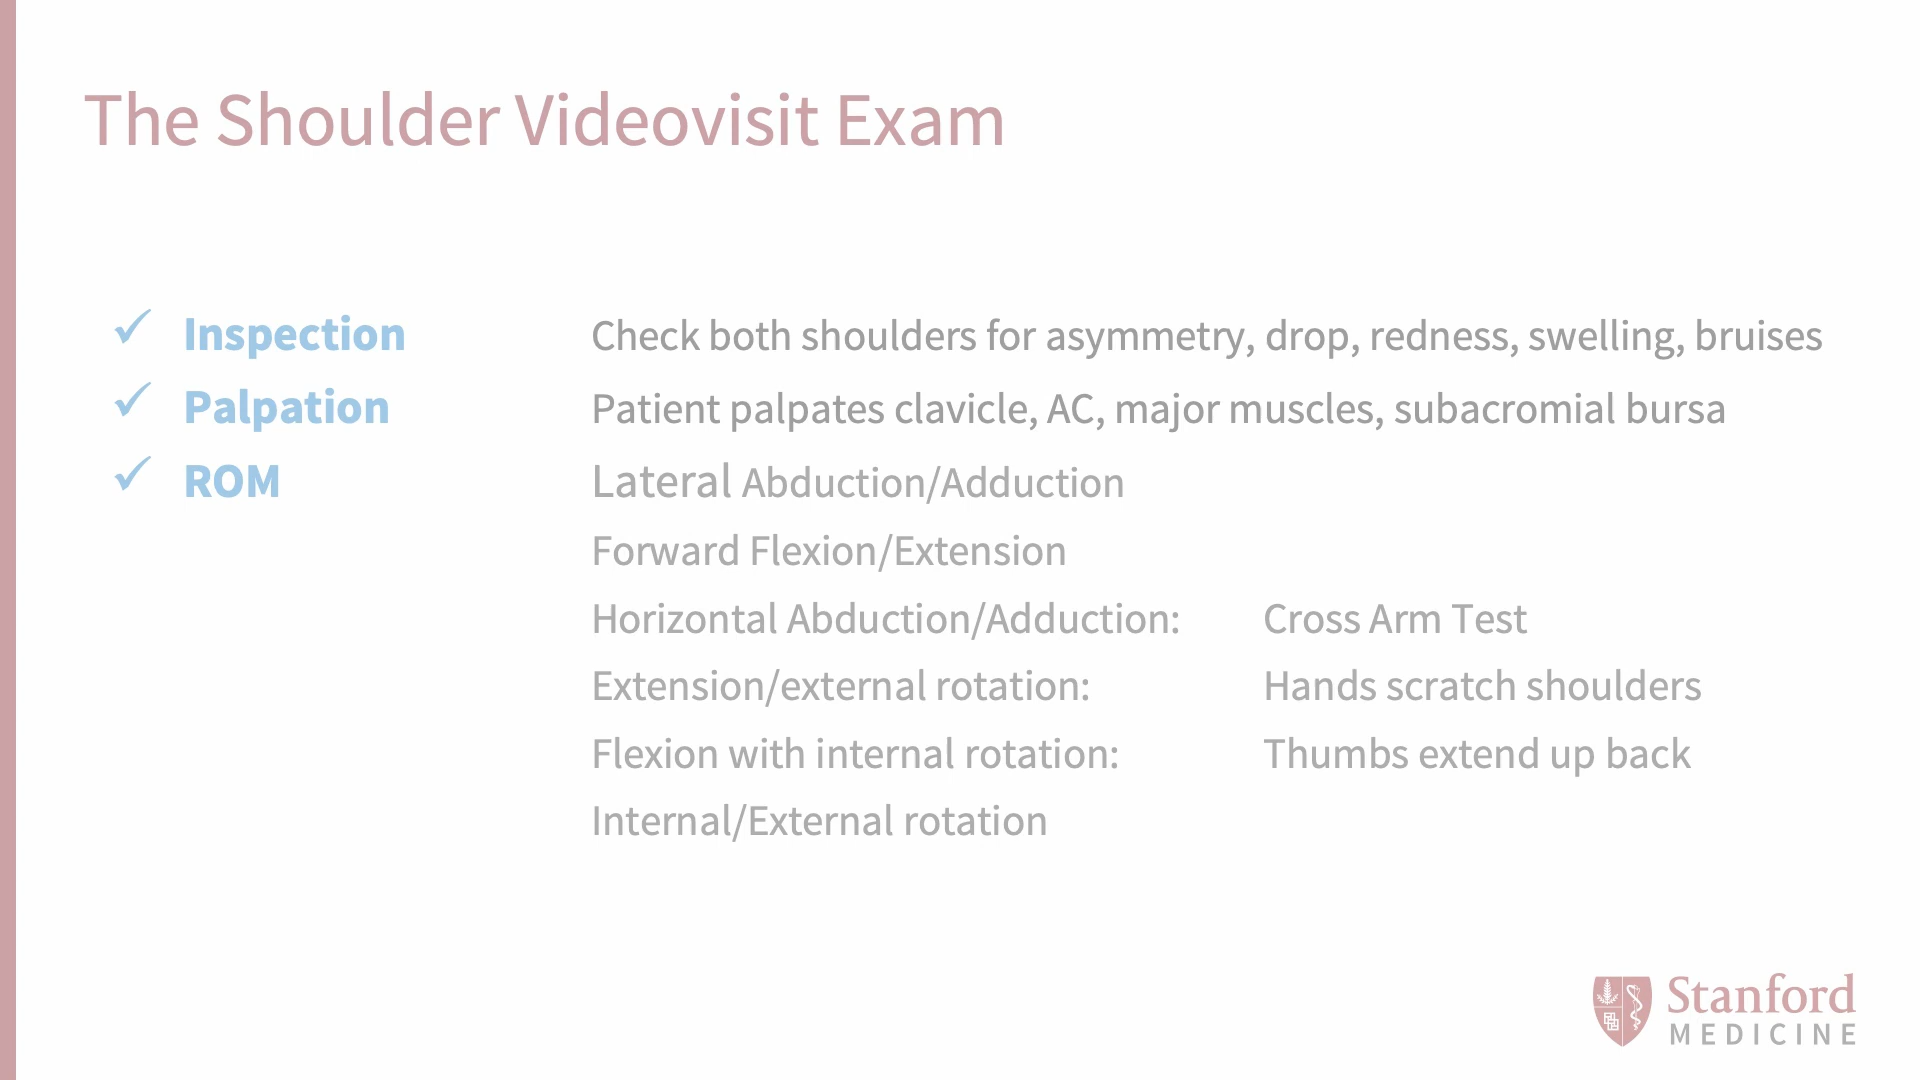 The Shoulder Videovisit Exam
✓ Inspection Check both shoulders for asymmetry, drop, redness, swelling, bruises
✓ Palpation Patient palpates clavicle, AC, major muscles, subacromial bursa
✓ ROM Lateral Abduction/Adduction
Forward Flexion/Extension
Horizontal Abduction/Adduction: Cross Arm Test
Extension/external rotation: Hands scratch shoulders
Flexion with internal rotation: Thumbs extend up back
Internal/External rotation
Stanford
MEDICINE